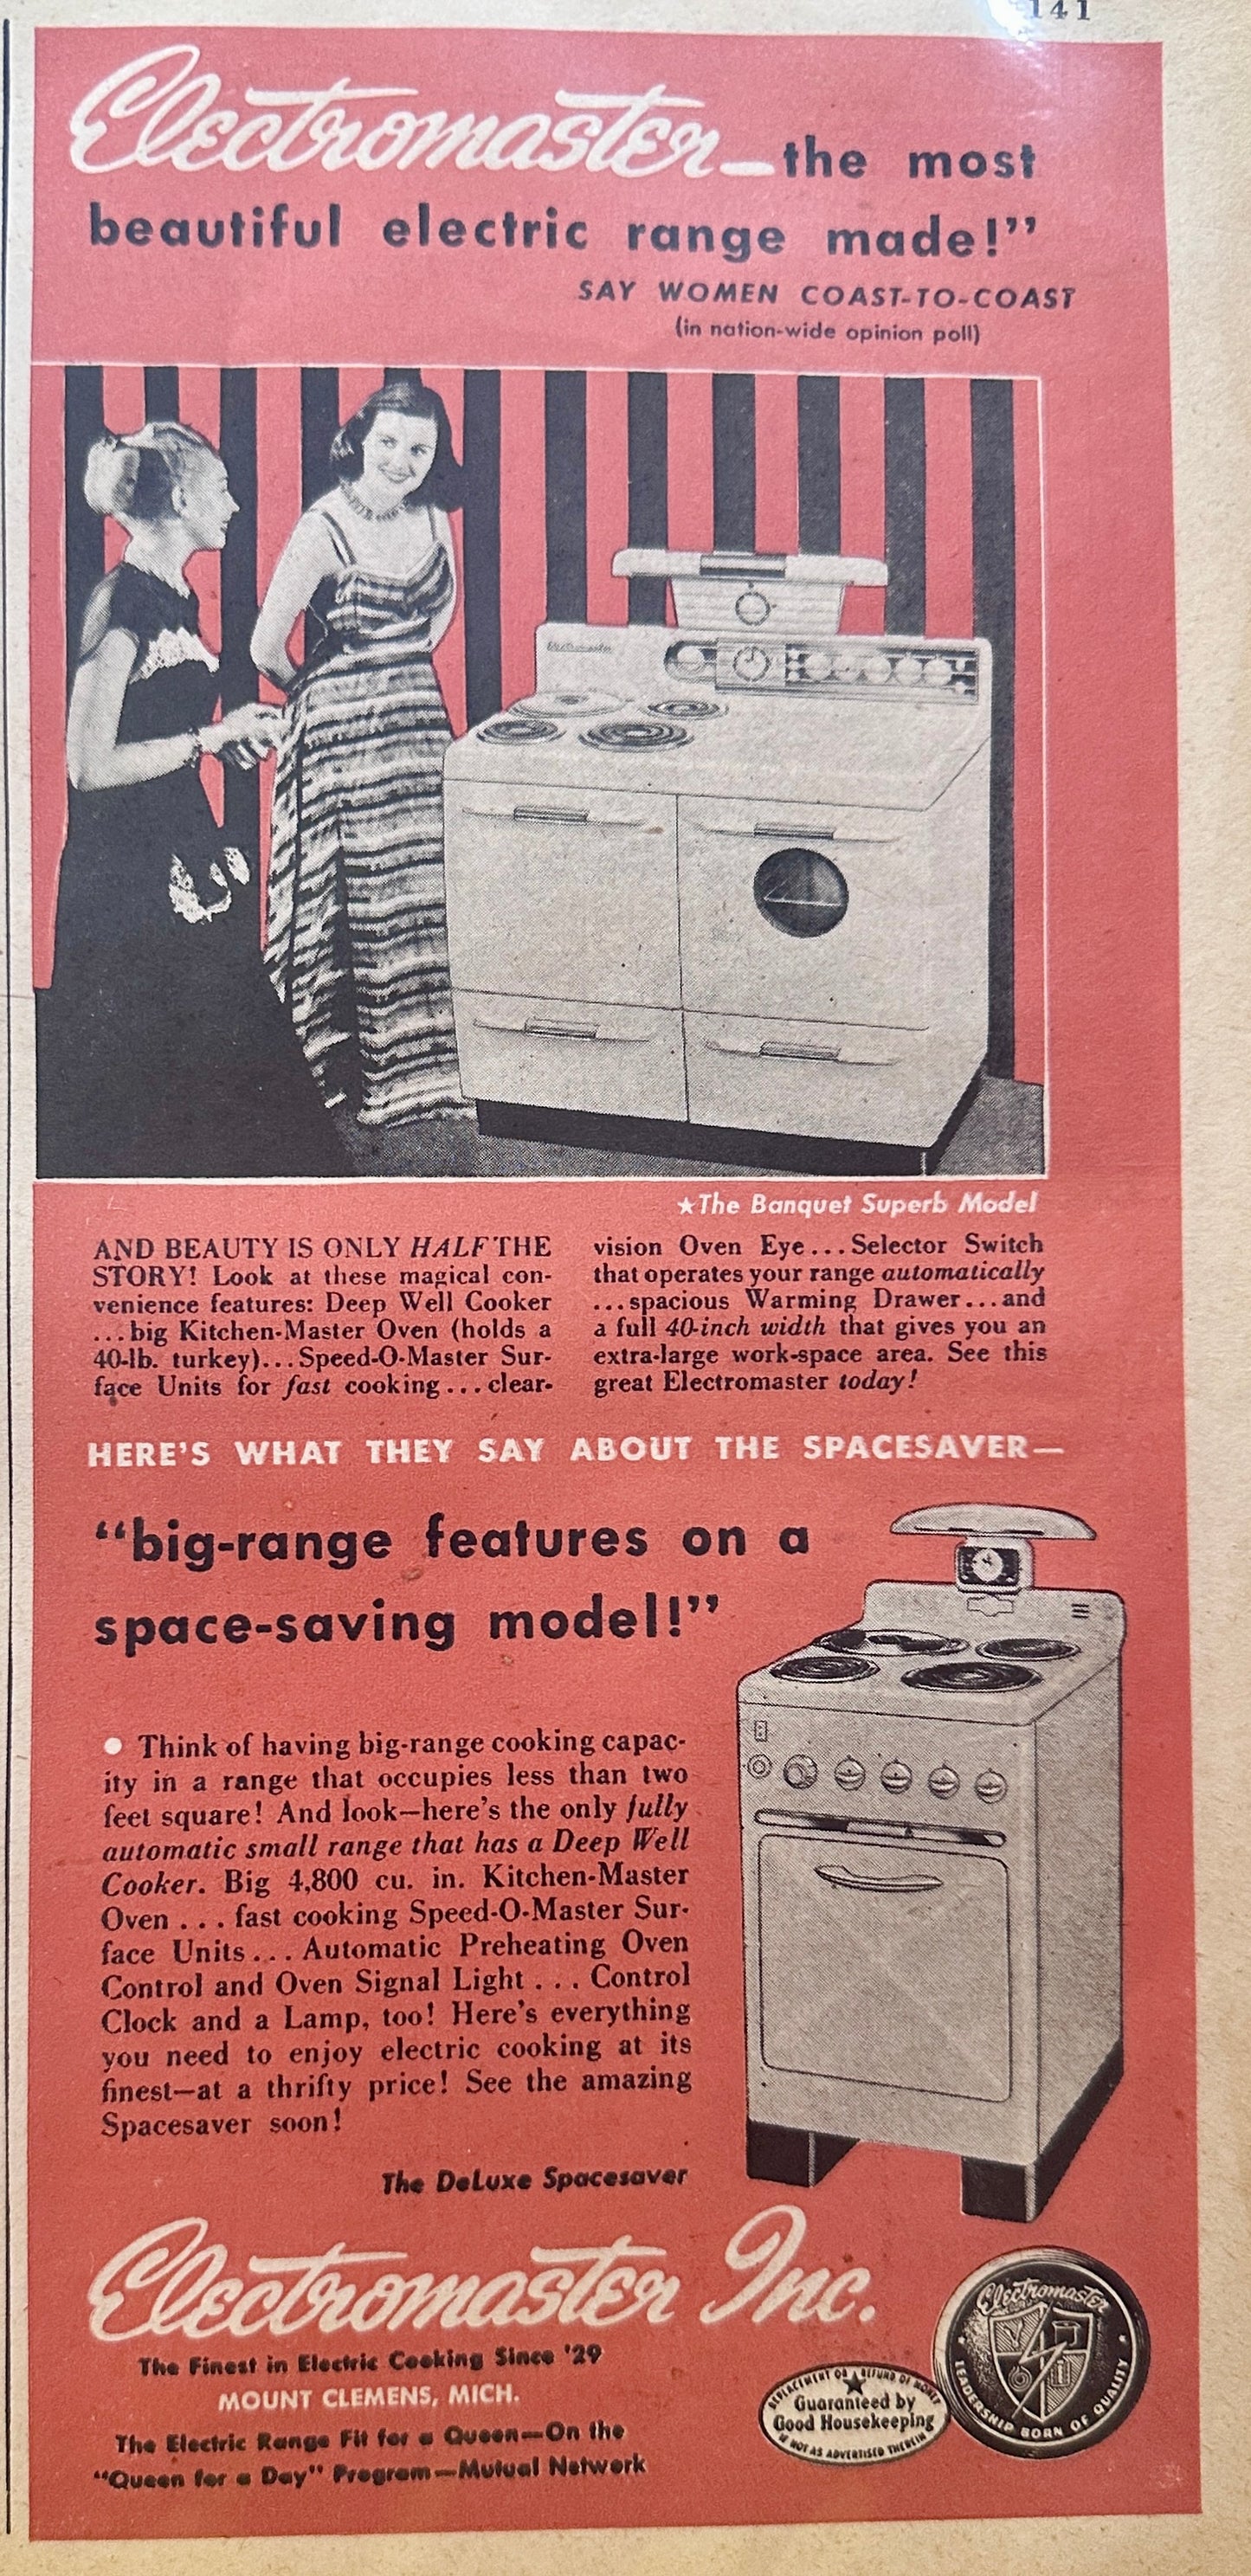 141
Electromaster—the most
beautiful electric range made!”
SAY WOMEN COAST-TO-COAST
(in nation-wide opinion poll)
Electromaster
★The Banquet Superb Model
AND BEAUTY IS ONLY HALF THE
STORY! Look at these magical con-
venience features: Deep Well Cooker
...big Kitchen-Master Oven (holds a
40-lb. turkey)...Speed-O-Master Sur-
face Units for fast cooking...clear-
vision Oven Eye...Selector Switch
that operates your range automatically
...spacious Warming Drawer...and
a full 40-inch width that gives you an
extra-large work-space area. See this
great Electromaster today!
HERE’S WHAT THEY SAY ABOUT THE SPACESAVER—
“big-range features on a
space-saving model!”
● Think of having big-range cooking capac-
ity in a range that occupies less than two
feet square! And look—here’s the only fully
automatic small range that has a Deep Well
Cooker. Big 4,800 cu. in. Kitchen-Master
Oven ... fast cooking Speed-O-Master Sur-
face Units... Automatic Preheating Oven
Control and Oven Signal Light ... Control
Clock and a Lamp, too! Here’s everything
you need to enjoy electric cooking at its
finest—at a thrifty price! See the amazing
Spacesaver soon!
The DeLuxe Spacesaver
Electromaster Inc.
The Finest in Electric Cooking Since ’29
MOUNT CLEMENS, MICH.
The Electric Range Fit for a Queen—On the
“Queen for a Day” Program—Mutual Network
REPLACEMENT OR REFUND OF MONEY
Guaranteed by
Good Housekeeping
IF NOT AS ADVERTISED THEREIN
Electromaster
LEADERSHIP BORN OF QUALITY